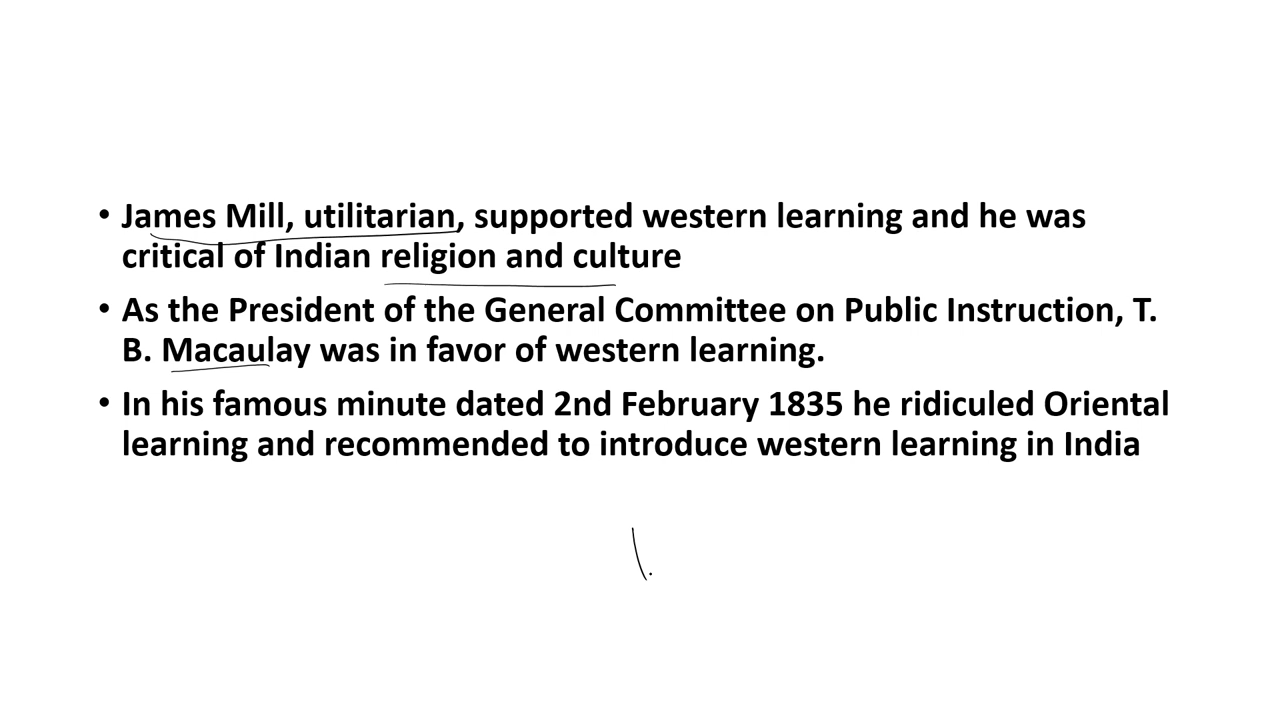 • James Mill, utilitarian, supported western learning and he was
critical of Indian religion and culture
• As the President of the General Committee on Public Instruction, T.
B. Macaulay was in favor of western learning.
• In his famous minute dated 2nd February 1835 he ridiculed Oriental
learning and recommended to introduce western learning in India